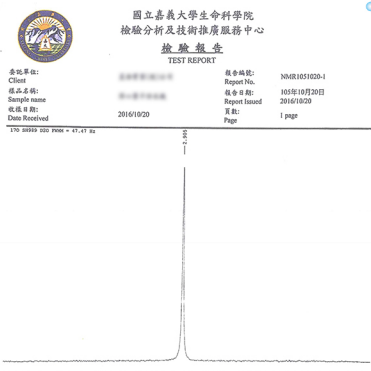 國立嘉義大學生命科學院
檢驗分析及技術推廣服務中心
檢驗報告
TEST REPORT
委託單位:
Client
報告編號: NMR1051020-1
Report No.
樣品名稱:
Sample name
報告日期: 105年10月20日
Report Issued 2016/10/20
收樣日期: 2016/10/20
Date Received
頁數: 1 page
Page
17O SH989 D2O FWHM = 47.47 Hz
2.905